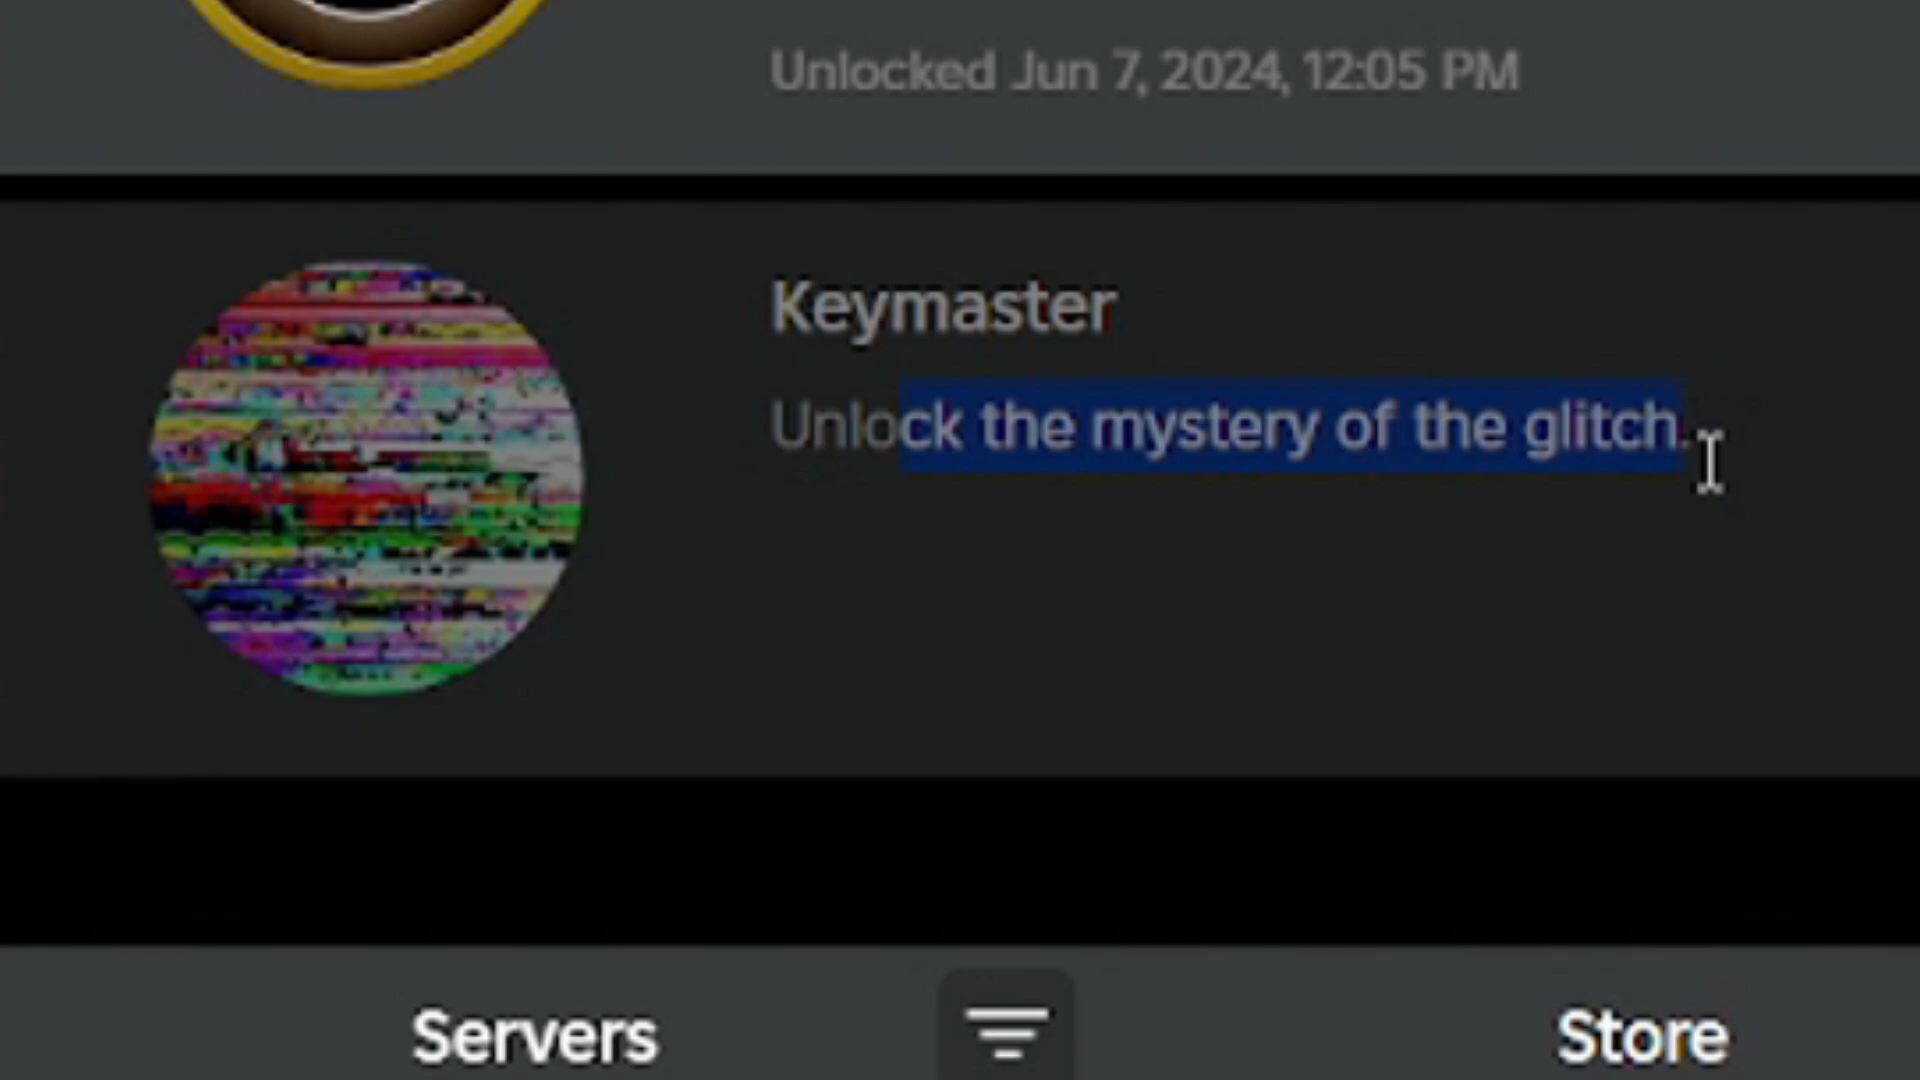 Unlocked Jun 7, 2024, 12:05 PM
Keymaster
Unlock the mystery of the glitch.
Servers
Store